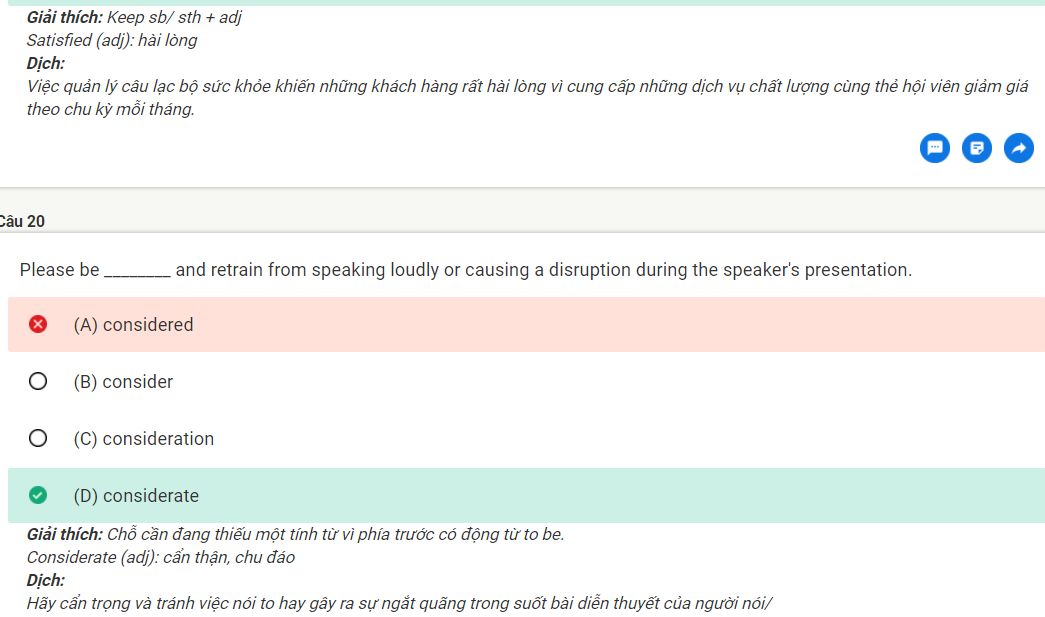 Giải thích: Keep sb/ sth + adj
Satisfied (adj): hài lòng
Dịch:
Việc quản lý câu lạc bộ sức khỏe khiến những khách hàng rất hài lòng vì cung cấp những dịch vụ chất lượng cùng thẻ hội viên giảm giá
theo chu kỳ mỗi tháng.
Câu 20
Please be ________ and retrain from speaking loudly or causing a disruption during the speaker's presentation.
(A) considered
(B) consider
(C) consideration
(D) considerate
Giải thích: Chỗ cần đang thiếu một tính từ vì phía trước có động từ to be.
Considerate (adj): cẩn thận, chu đáo
Dịch:
Hãy cẩn trọng và tránh việc nói to hay gây ra sự ngắt quãng trong suốt bài diễn thuyết của người nói/